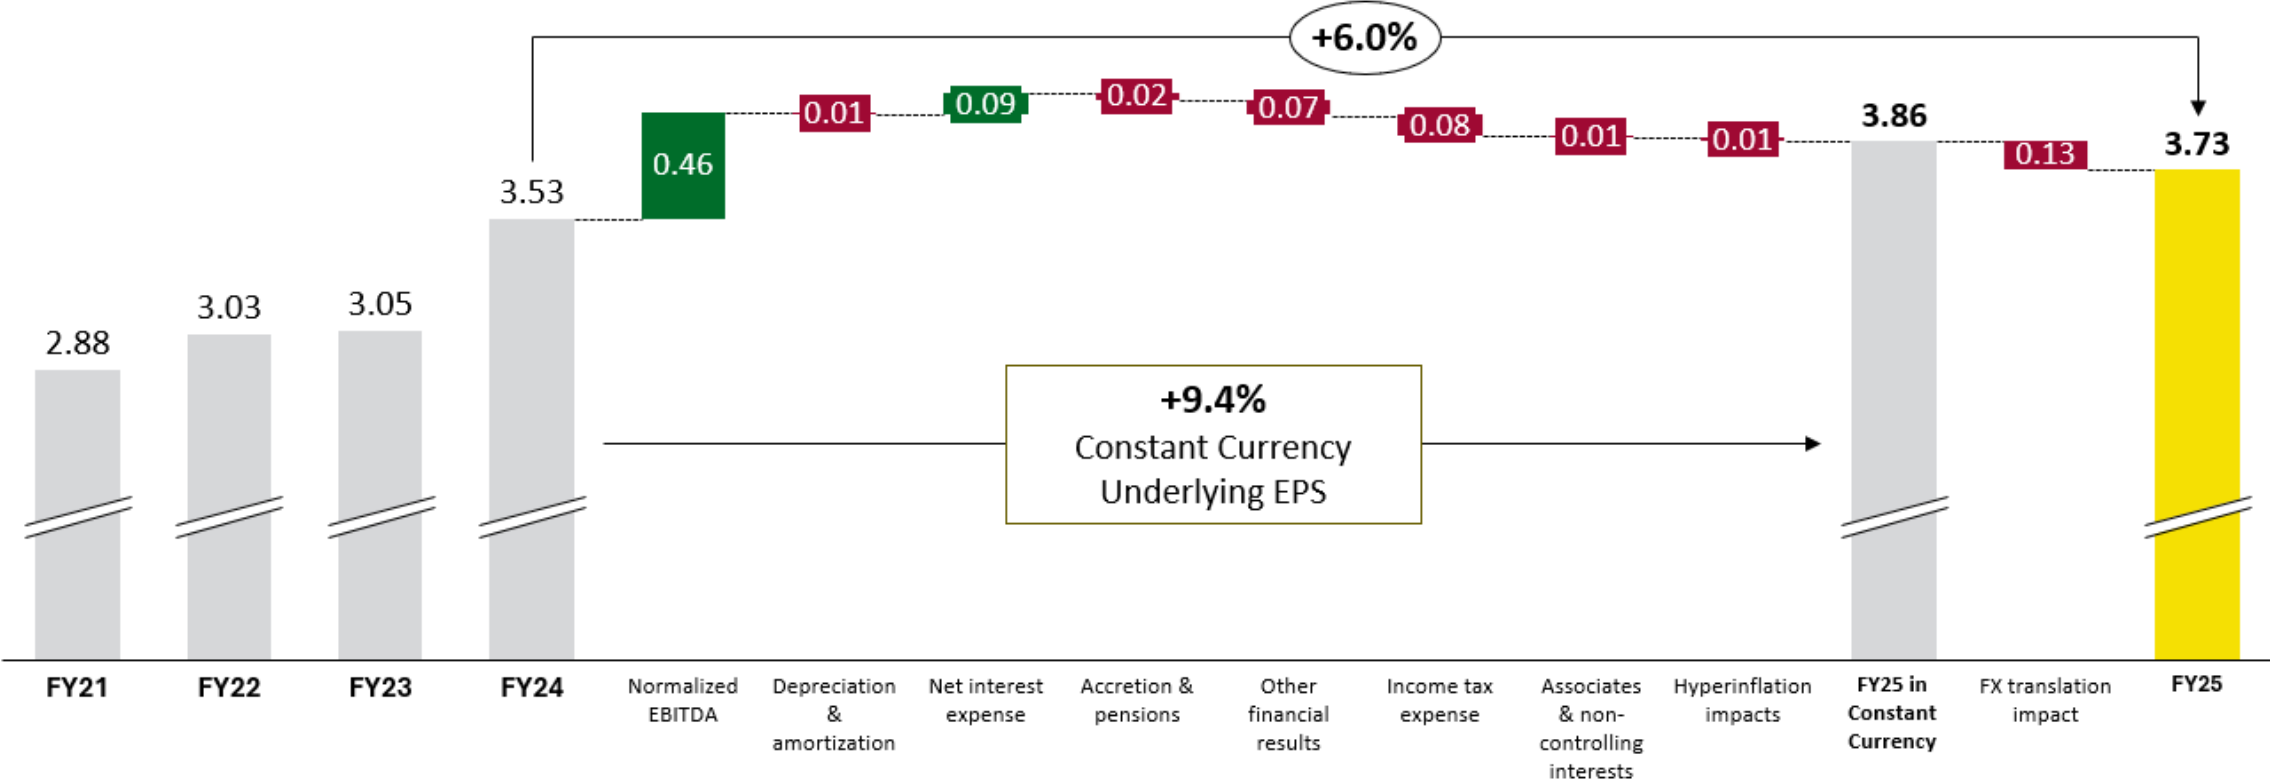 +6.0%
0.46
0.01
0.09
0.02
0.07
0.08
0.01
0.01
3.86
0.13
3.73
3.53
3.03
3.05
2.88
+9.4%
Constant Currency
Underlying EPS
FY21
FY22
FY23
FY24
Normalized
EBITDA
Depreciation
&
amortization
Net interest
expense
Accretion &
pensions
Other
financial
results
Income tax
expense
Associates
& non-
controlling
interests
Hyperinflation
impacts
FY25 in
Constant
Currency
FX translation
impact
FY25